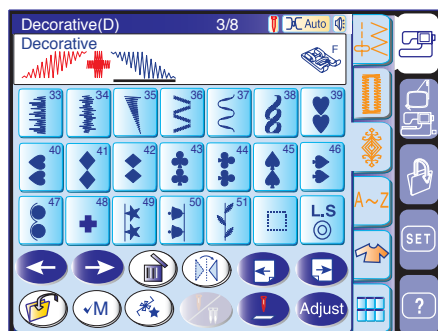 Decorative(D) 3/8 Auto
Decorative F
33 34 35 36 37 38 39
40 41 42 43 44 45 46
47 48 49 50 51 L.S
A~Z
SET
✓M Adjust ?